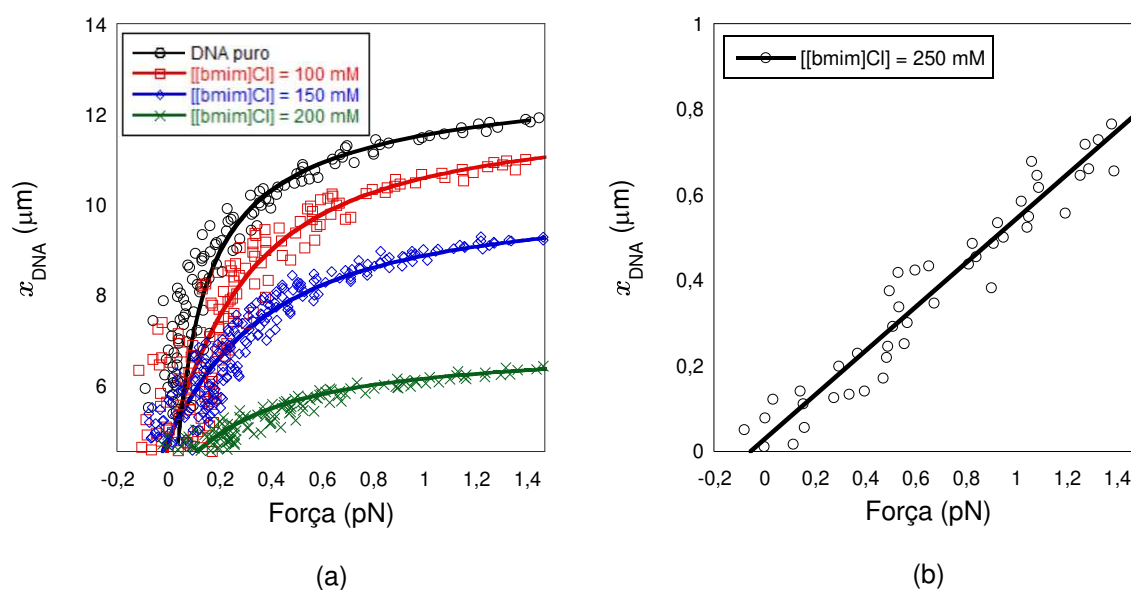 14
12
10
8
6
-0,2 0 0,2 0,4 0,6 0,8 1 1,2 1,4
DNA puro
[[bmim]Cl] = 100 mM
[[bmim]Cl] = 150 mM
[[bmim]Cl] = 200 mM
x_DNA (μm)
Força (pN)
(a)
1
0,8
0,6
0,4
0,2
0
-0,2 0 0,2 0,4 0,6 0,8 1 1,2 1,4
[[bmim]Cl] = 250 mM
x_DNA (μm)
Força (pN)
(b)